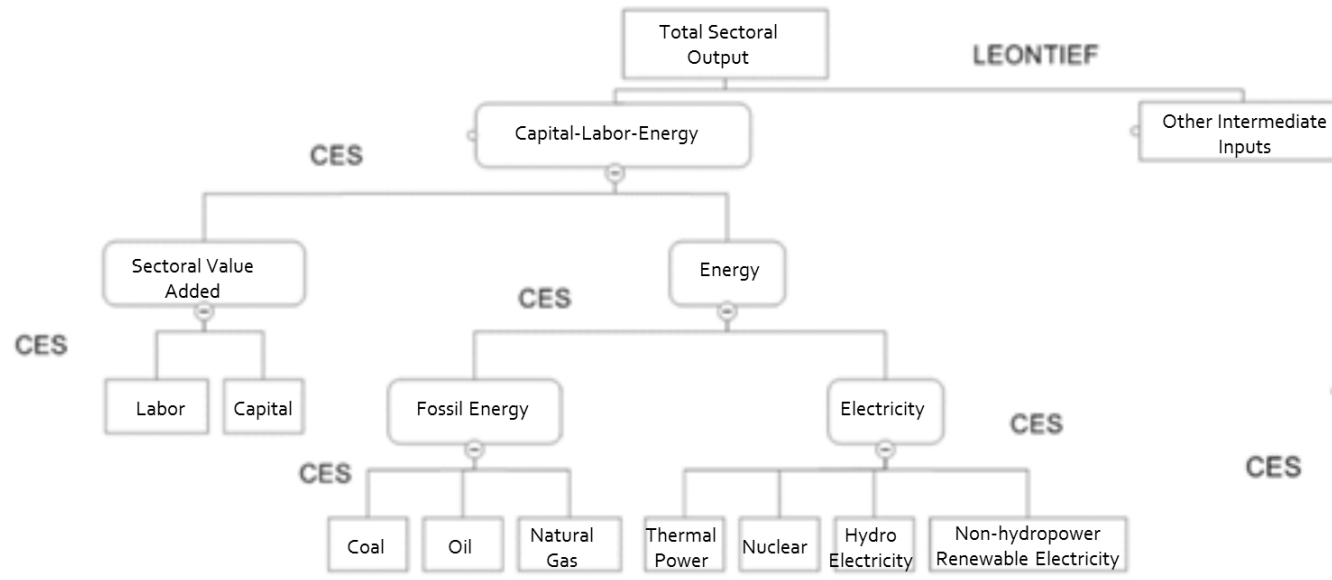 Total Sectoral
Output
LEONTIEF
Capital-Labor-Energy
Other Intermediate
Inputs
CES
Sectoral Value
Added
Energy
CES
CES
Labor
Capital
Fossil Energy
Electricity
CES
CES
CES
Coal
Oil
Natural
Gas
Thermal
Power
Nuclear
Hydro
Electricity
Non-hydropower
Renewable Electricity